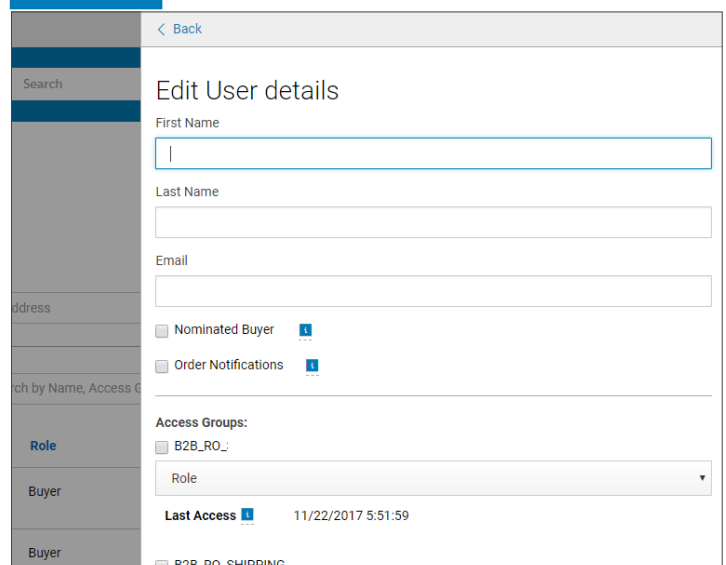 Back
Search
Edit User details
First Name
Last Name
Email
ddress
Nominated Buyer
Order Notifications
rch by Name, Access G
Access Groups:
Role
B2B_RO_:
Role
Buyer
Last Access 11/22/2017 5:51:59
Buyer
B2B_RO_SHIPPING